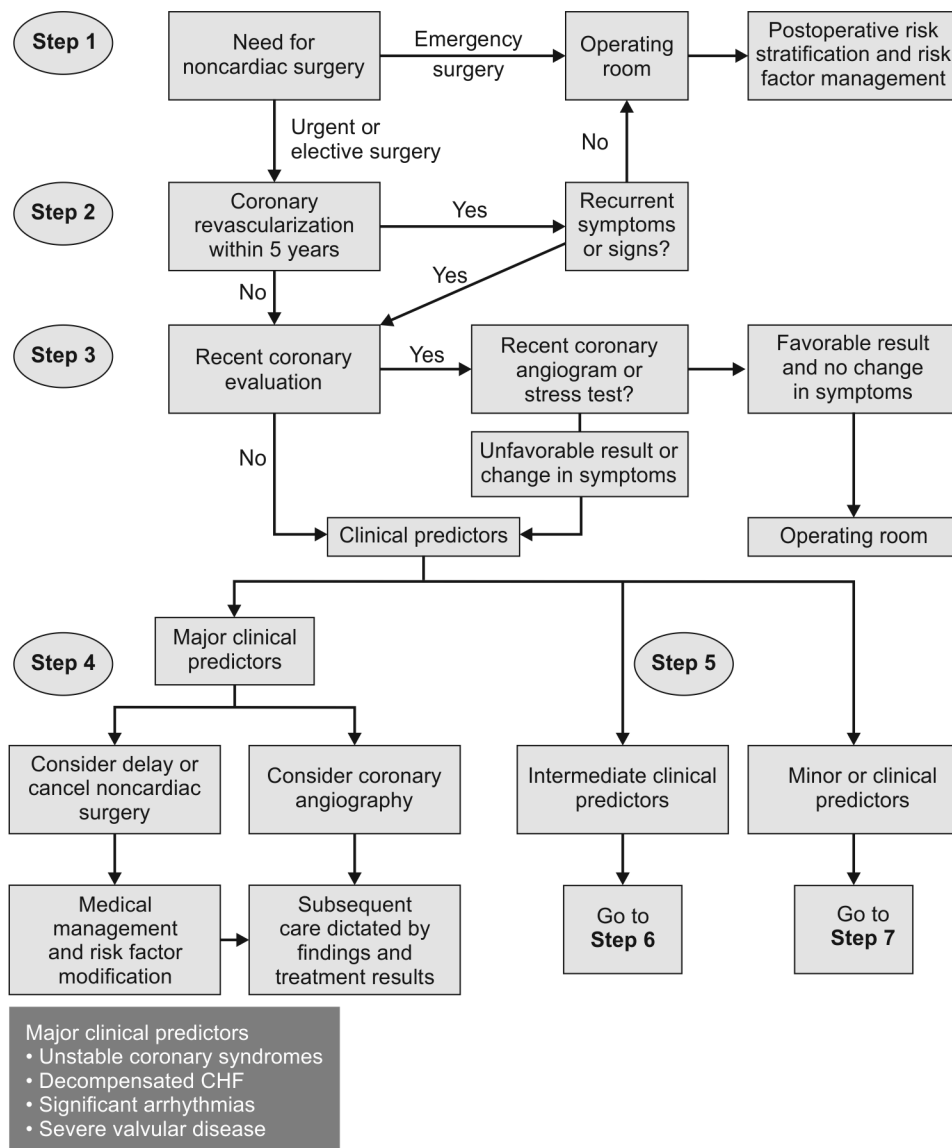 Step 1
Need for
noncardiac surgery
Emergency
surgery
Operating
room
Postoperative risk
stratification and risk
factor management
Urgent or
elective surgery
No
Step 2
Coronary
revascularization
within 5 years
Yes
Recurrent
symptoms
or signs?
Yes
No
Step 3
Recent coronary
evaluation
Yes
Recent coronary
angiogram or
stress test?
Favorable result
and no change
in symptoms
No
Unfavorable result or
change in symptoms
Clinical predictors
Operating room
Step 4
Major clinical
predictors
Step 5
Consider delay or
cancel noncardiac
surgery
Consider coronary
angiography
Intermediate clinical
predictors
Minor or clinical
predictors
Medical
management
and risk factor
modification
Subsequent
care dictated by
findings and
treatment results
Go to
Step 6
Go to
Step 7
Major clinical predictors
• Unstable coronary syndromes
• Decompensated CHF
• Significant arrhythmias
• Severe valvular disease